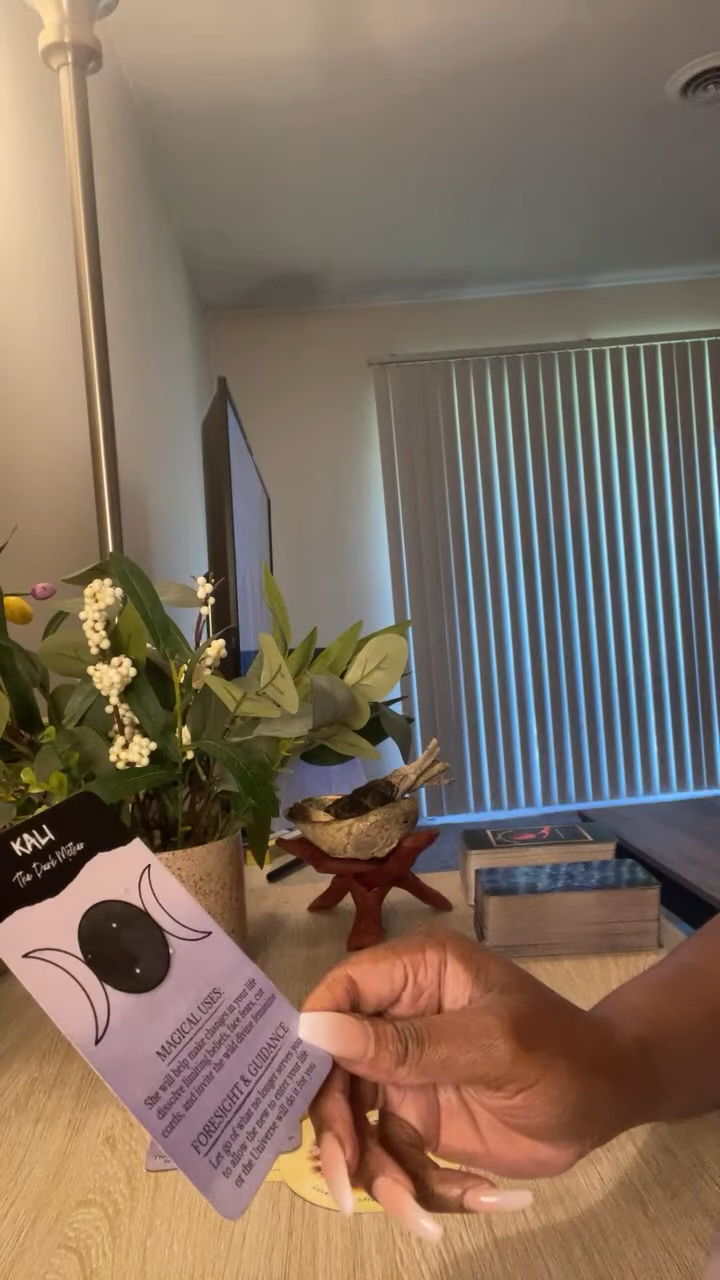 KALI
The Dark Mother
MAGICAL USES:
She will help make changes in your life
dissolve limiting beliefs, face fears, cut
cords, and invite the wild divine feminine
FORESIGHT & GUIDANCE
Let go of what no longer serves you
to allow the new to enter your life
or the Universe will do it for you